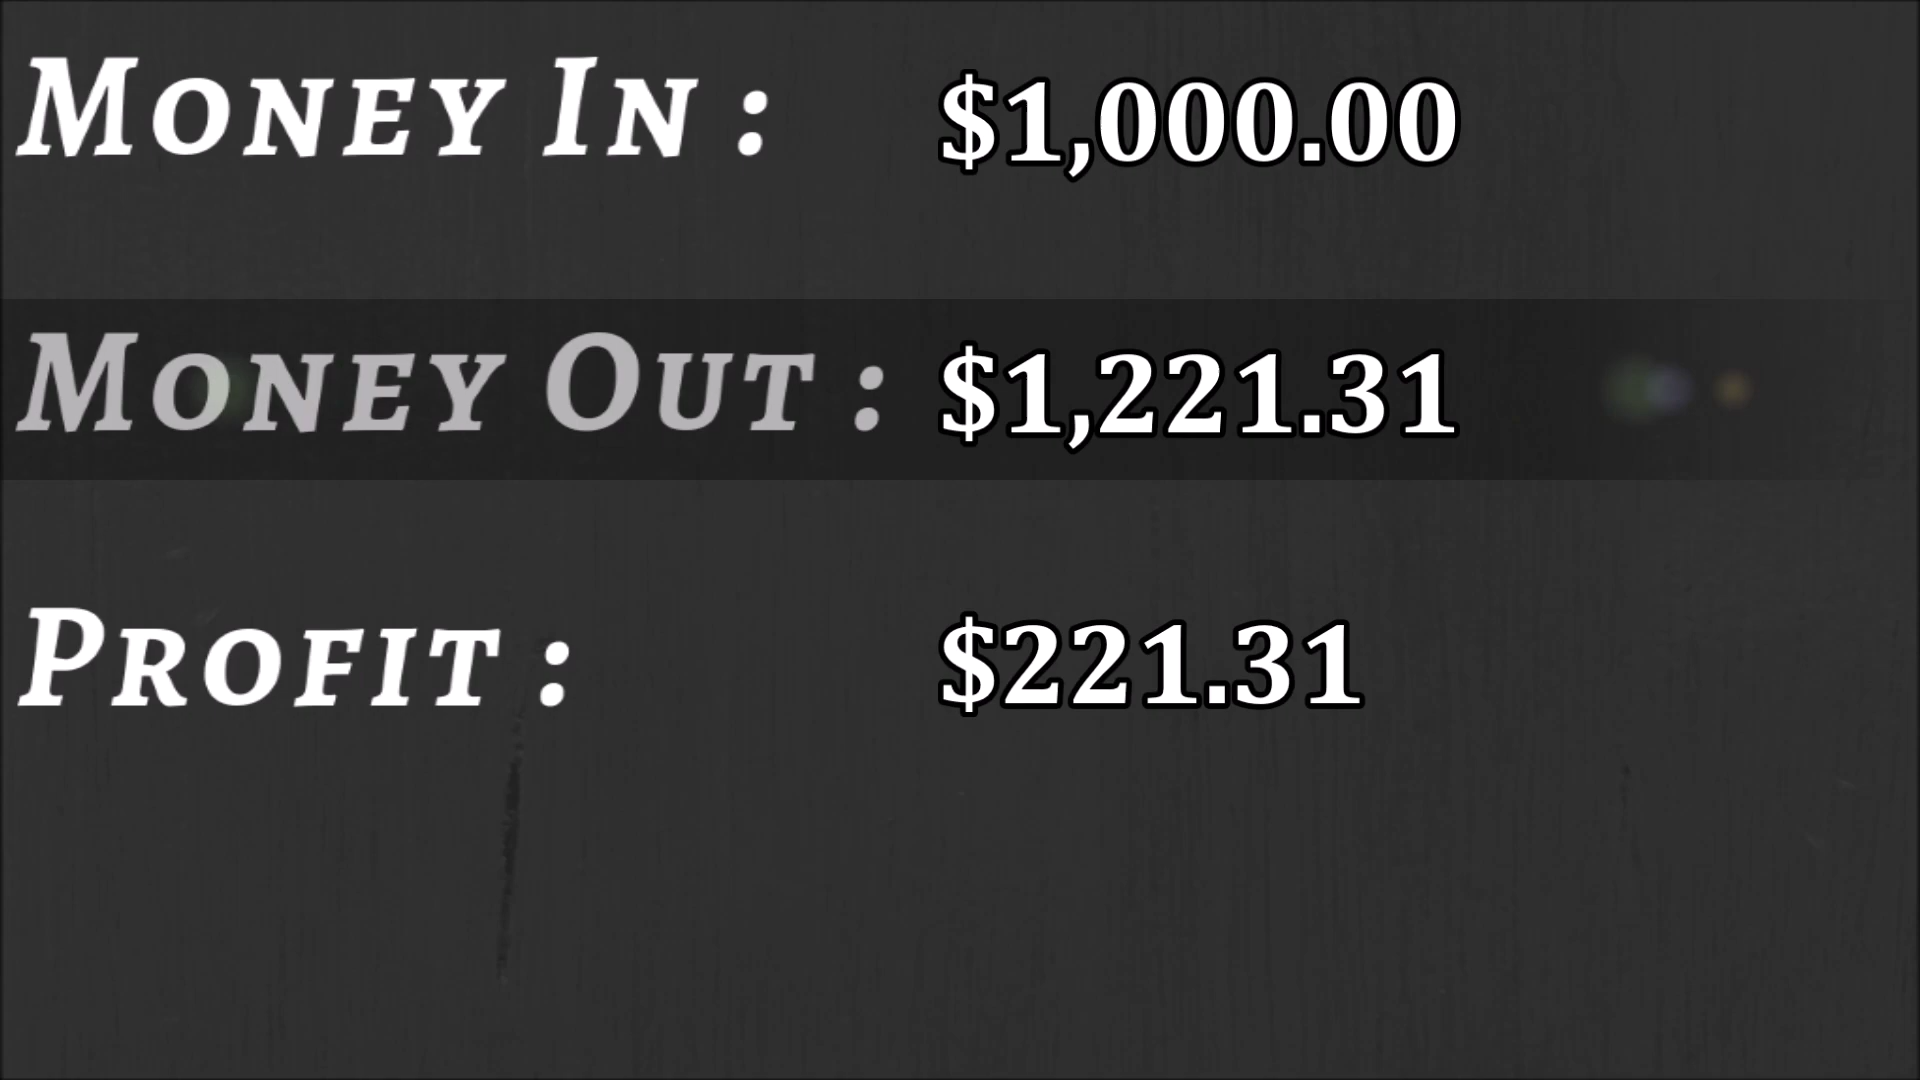 Money In : $1,000.00
Money Out : $1,221.31
Profit : $221.31